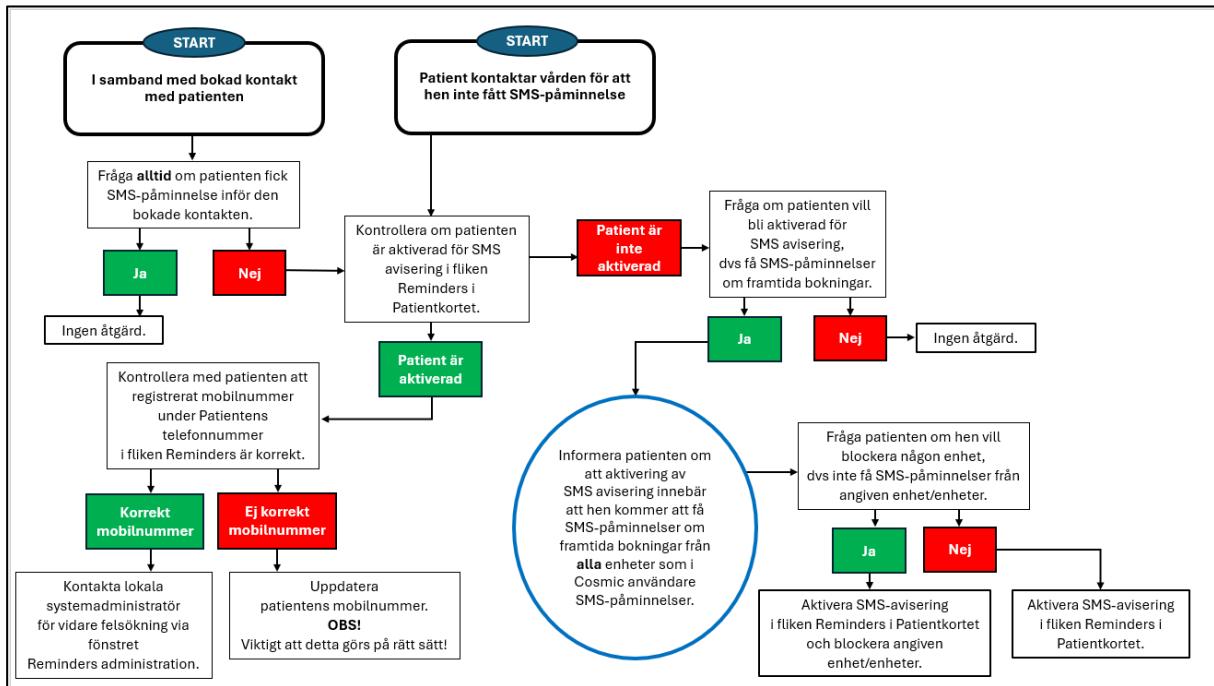 START
I samband med bokad kontakt
med patienten
START
Patient kontaktar vården för att
hen inte fått SMS-påminnelse
Fråga alltid om patienten fick
SMS-påminnelse inför den
bokade kontakten.
Ja
Nej
Ingen åtgärd.
Kontrollera om patienten
är aktiverad för SMS
avisering i fliken
Reminders i
Patientkortet.
Patient är
inte
aktiverad
Fråga om patienten vill
bli aktiverad för
SMS avisering,
dvs få SMS-påminnelser
om framtida bokningar.
Ja
Nej
Ingen åtgärd.
Patient är
aktiverad
Kontrollera med patienten att
registrerat mobilnummer
under Patientens
telefonnummer
i fliken Reminders är korrekt.
Korrekt
mobilnummer
Ej korrekt
mobilnummer
Kontakta lokala
systemadministratör
för vidare felsökning via
fönstret
Reminders administration.
Uppdatera
patientens mobilnummer.
OBS!
Viktigt att detta görs på rätt sätt!
Informera patienten om
att aktivering av
SMS avisering innebär
att hen kommer att få
SMS-påminnelser om
framtida bokningar från
alla enheter som i
Cosmic användare
SMS-påminnelser.
Fråga patienten om hen vill
blockera någon enhet,
dvs inte få SMS-påminnelser från
angiven enhet/enheter.
Ja
Nej
Aktivera SMS-avisering
i fliken Reminders i Patientkortet
och blockera angiven
enhet/enheter.
Aktivera SMS-avisering
i fliken Reminders i
Patientkortet.